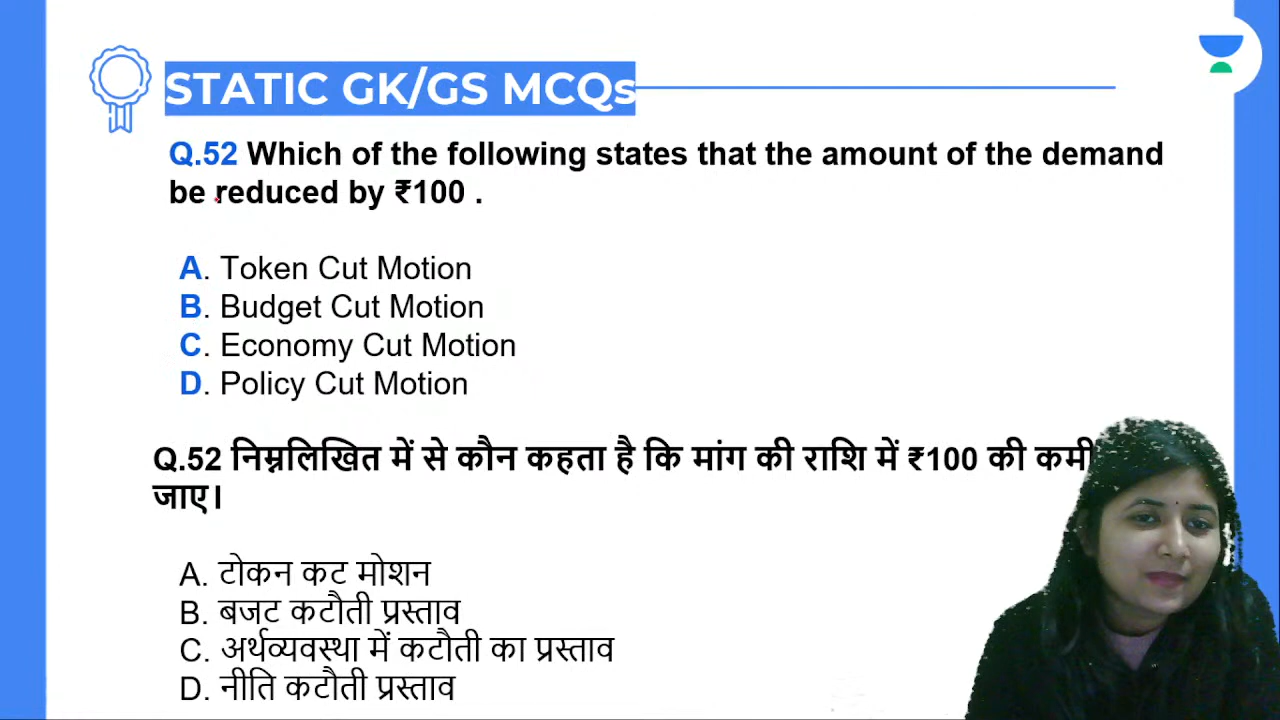 STATIC GK/GS MCQs
Q.52 Which of the following states that the amount of the demand
be reduced by ₹100 .
A. Token Cut Motion
B. Budget Cut Motion
C. Economy Cut Motion
D. Policy Cut Motion
Q.52 निम्नलिखित में से कौन कहता है कि मांग की राशि में ₹100 की कमी
जाए।
A. टोकन कट मोशन
B. बजट कटौती प्रस्ताव
C. अर्थव्यवस्था में कटौती का प्रस्ताव
D. नीति कटौती प्रस्ताव